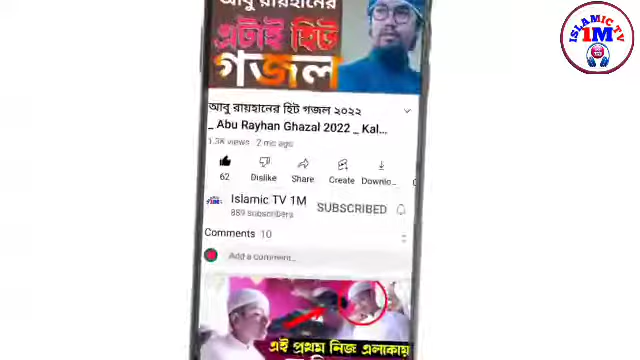 আবু রায়হানের
এটাই হিট
গজল
ISLAMIC TV
1M
আবু রায়হানের হিট গজল ২০২২
_ Abu Rayhan Ghazal 2022 _ Kal...
1.3K views · 2 mo ago
62 Dislike Share Create Downlo...
Islamic TV 1M
889 subscribers
SUBSCRIBED
Comments 10
Add a comment...
এই প্রথম নিজ এলাকায়